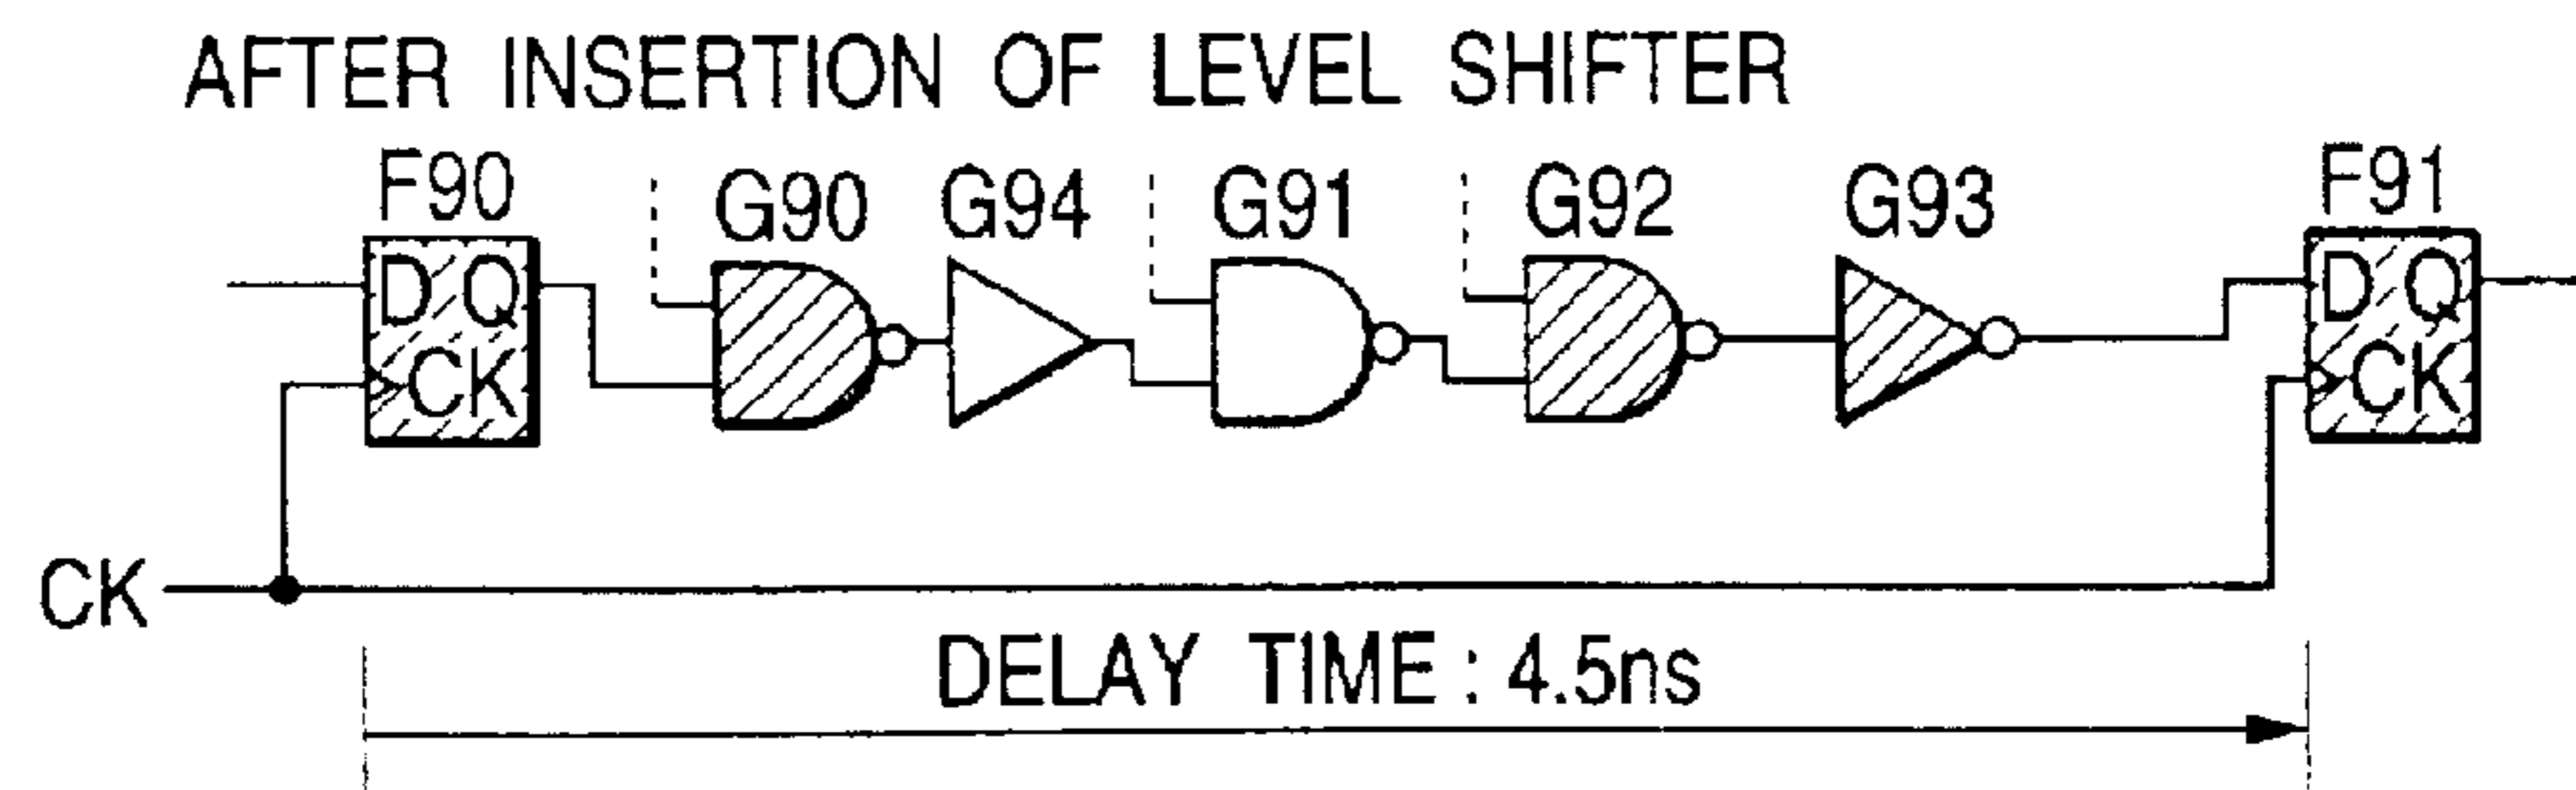 AFTER INSERTION OF LEVEL SHIFTER
F90 G90 G94 G91 G92 G93 F91
D Q D Q
CK CK
CK
DELAY TIME : 4.5ns